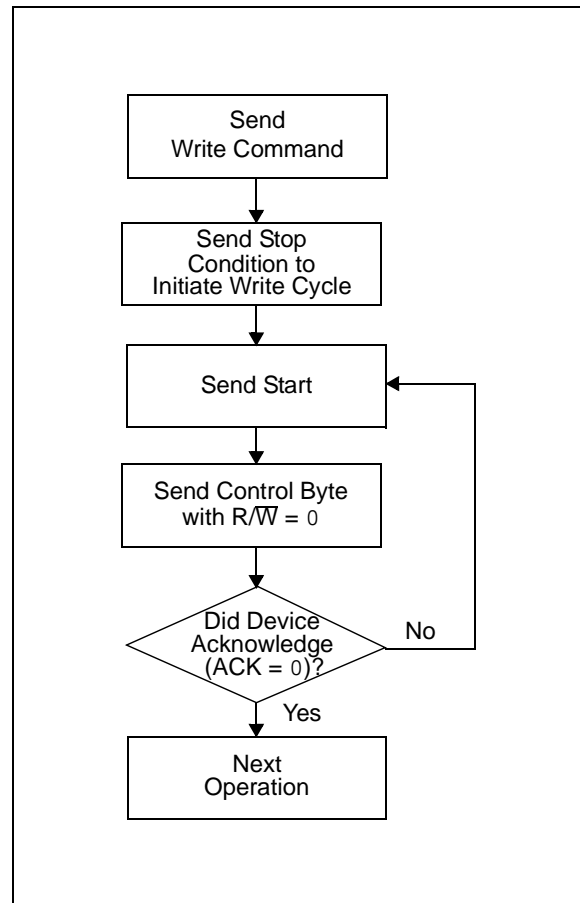 Send
Write Command
Send Stop
Condition to
Initiate Write Cycle
Send Start
Send Control Byte
with R/W̅ = 0
Did Device
Acknowledge
(ACK = 0)?
No
Yes
Next
Operation